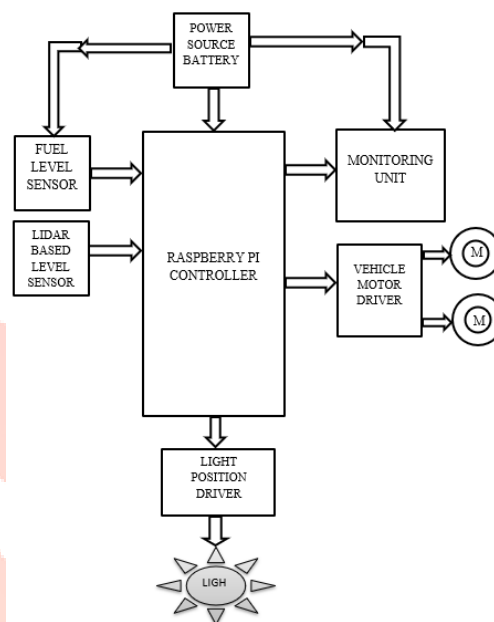 POWER
SOURCE
BATTERY
FUEL
LEVEL
SENSOR
LIDAR
BASED
LEVEL
SENSOR
RASPBERRY PI
CONTROLLER
MONITORING
UNIT
VEHICLE
MOTOR
DRIVER
M
M
LIGHT
POSITION
DRIVER
LIGH